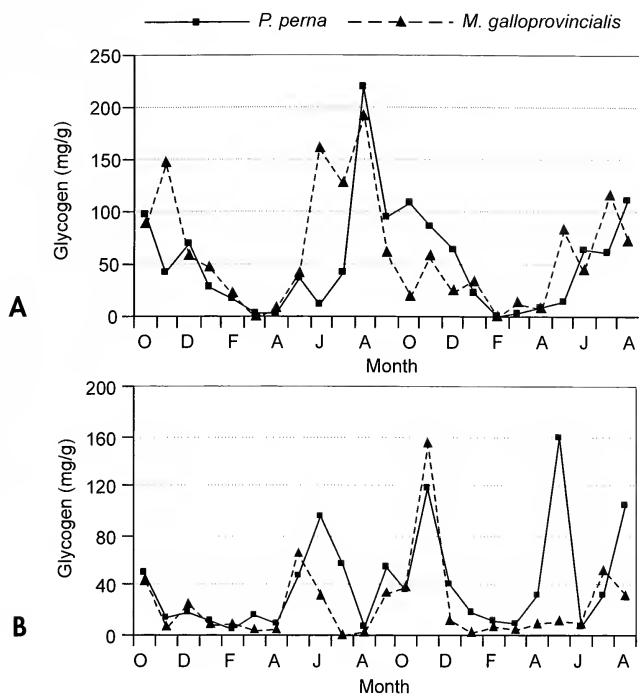 P. perna M. galloprovincialis
250
200
150
100
50
0
Glycogen (mg/g)
A
O D F A J A O D F A J A
Month
200
160
120
80
40
0
Glycogen (mg/g)
B
O D F A J A O D F A J A
Month